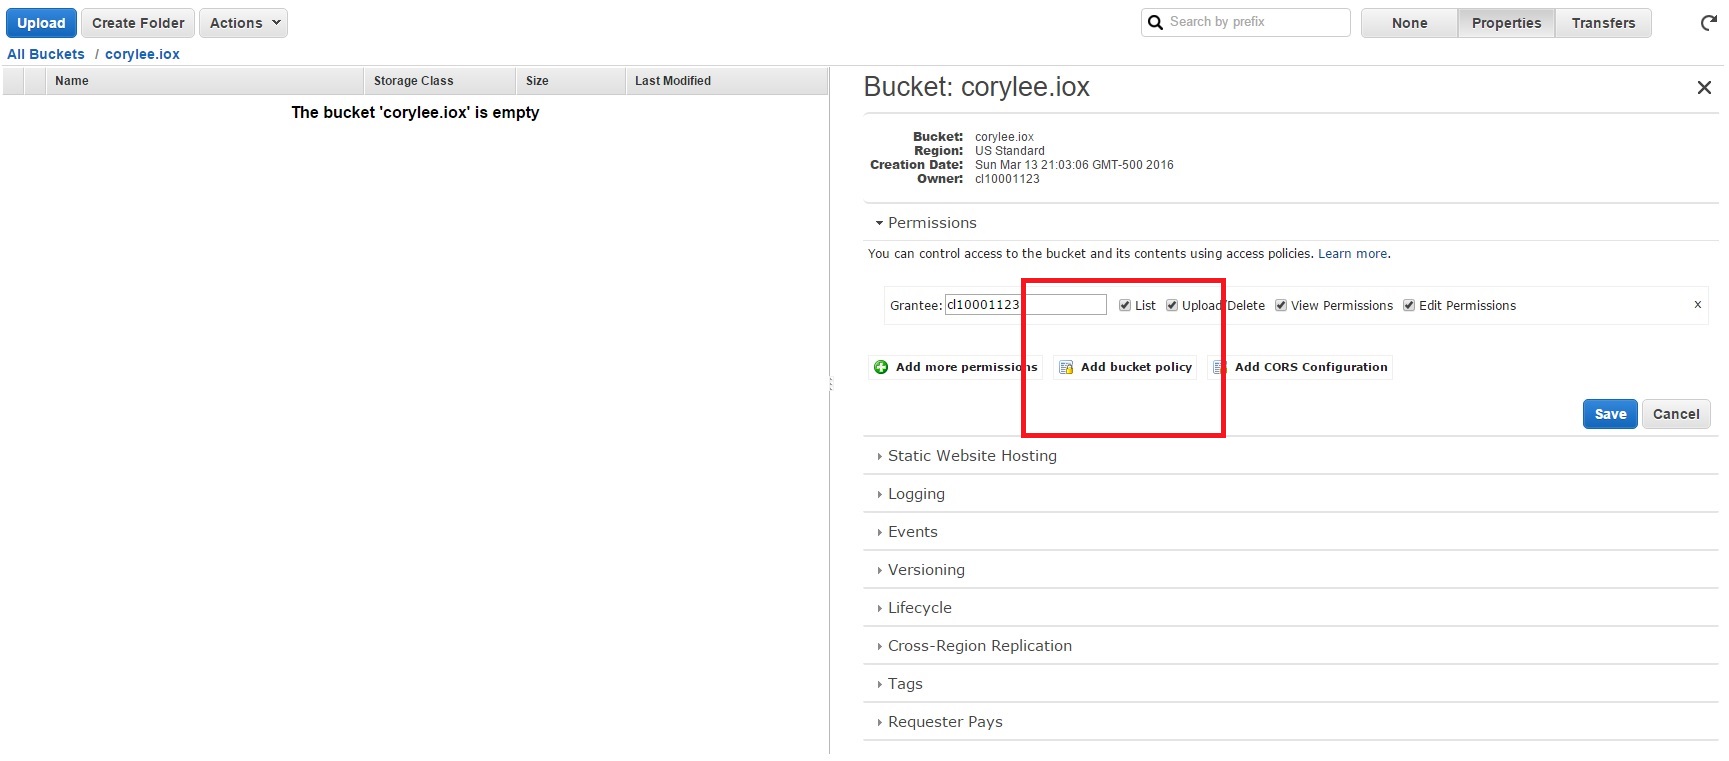 Upload Create Folder Actions Search by prefix None Properties Transfers
All Buckets / corylee.iox
Name Storage Class Size Last Modified
The bucket 'corylee.iox' is empty
Bucket: corylee.iox
Bucket: corylee.iox
Region: US Standard
Creation Date: Sun Mar 13 21:03:06 GMT-500 2016
Owner: cl10001123
Permissions
You can control access to the bucket and its contents using access policies. Learn more.
Grantee: cl10001123 List Upload/Delete View Permissions Edit Permissions x
Add more permissions Add bucket policy Add CORS Configuration
Save Cancel
Static Website Hosting
Logging
Events
Versioning
Lifecycle
Cross-Region Replication
Tags
Requester Pays